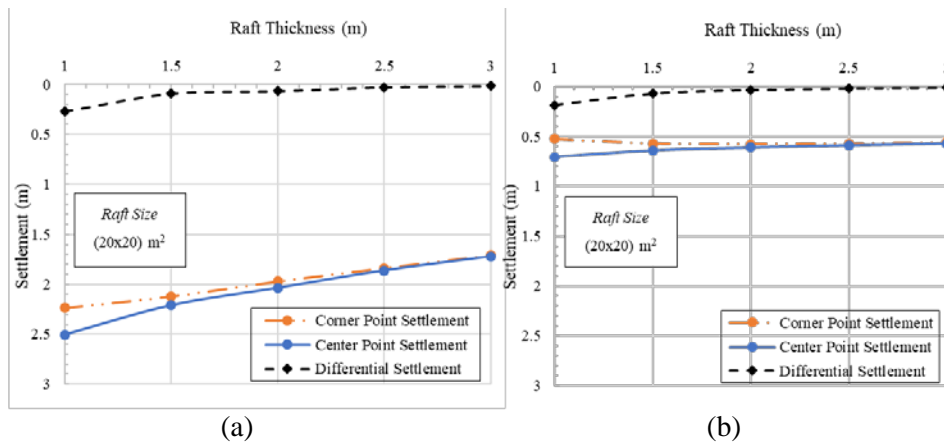 Raft Thickness (m)
1 1.5 2 2.5 3
0
0.5
1
1.5
2
2.5
3
Settlement (m)
Raft Size
(20x20) m²
Corner Point Settlement
Center Point Settlement
Differential Settlement
(a)
Raft Thickness (m)
1 1.5 2 2.5 3
0
0.5
1
1.5
2
2.5
3
Settlement (m)
Raft Size
(20x20) m²
Corner Point Settlement
Center Point Settlement
Differential Settlement
(b)